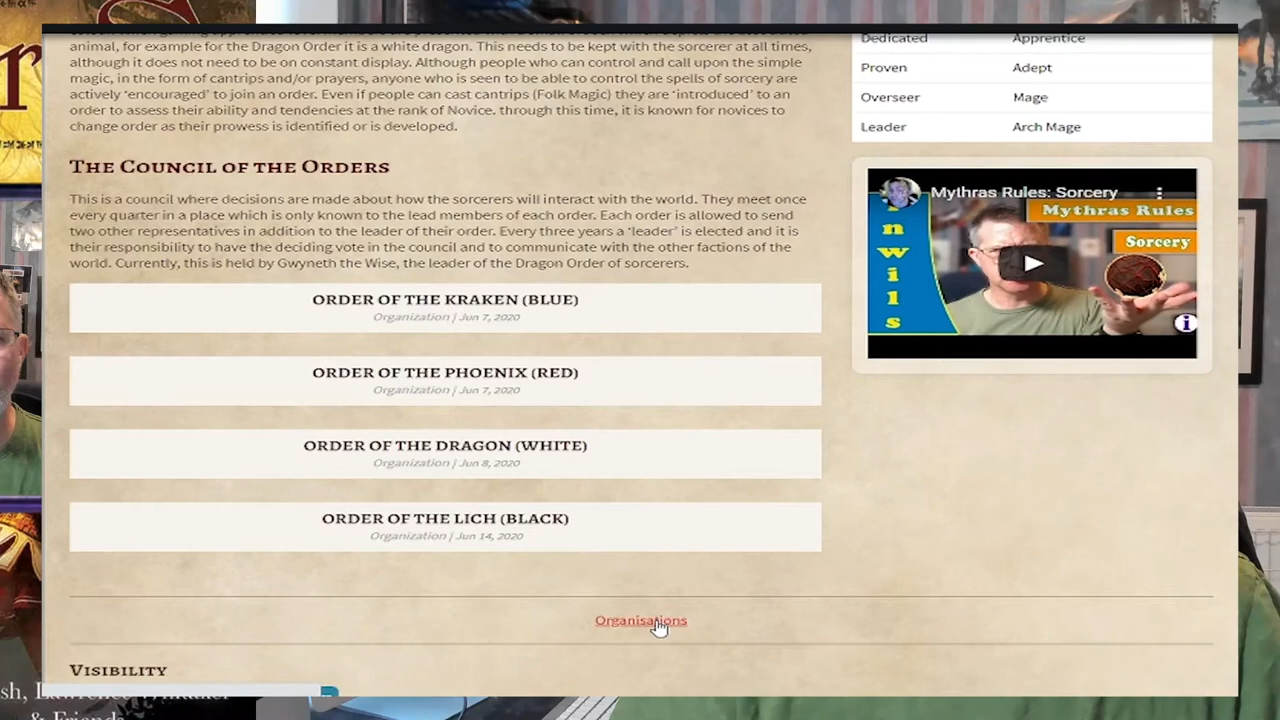 animal, for example for the Dragon Order it is a white dragon. This needs to be kept with the sorcerer at all times,
although it does not need to be on constant display. Although people who can control and call upon the simple
magic, in the form of cantrips and/or prayers, anyone who is seen to be able to control the spells of sorcery are
actively ‘encouraged’ to join an order. Even if people can cast cantrips (Folk Magic) they are ‘introduced’ to an
order to assess their ability and tendencies at the rank of Novice. through this time, it is known for novices to
change order as their prowess is identified or is developed.
THE COUNCIL OF THE ORDERS
This is a council where decisions are made about how the sorcerers will interact with the world. They meet once
every quarter in a place which is only known to the lead members of each order. Each order is allowed to send
two other representatives in addition to the leader of their order. Every three years a ‘leader’ is elected and it is
their responsibility to have the deciding vote in the council and to communicate with the other factions of the
world. Currently, this is held by Gwyneth the Wise, the leader of the Dragon Order of sorcerers.
ORDER OF THE KRAKEN (BLUE)
Organization | Jun 7, 2020
ORDER OF THE PHOENIX (RED)
Organization | Jun 7, 2020
ORDER OF THE DRAGON (WHITE)
Organization | Jun 8, 2020
ORDER OF THE LICH (BLACK)
Organization | Jun 14, 2020
Organisations
VISIBILITY
Dedicated Apprentice
Proven Adept
Overseer Mage
Leader Arch Mage
Mythras Rules: Sorcery
Mythras Rules
Sorcery
n
w
i
l
s
& Friends